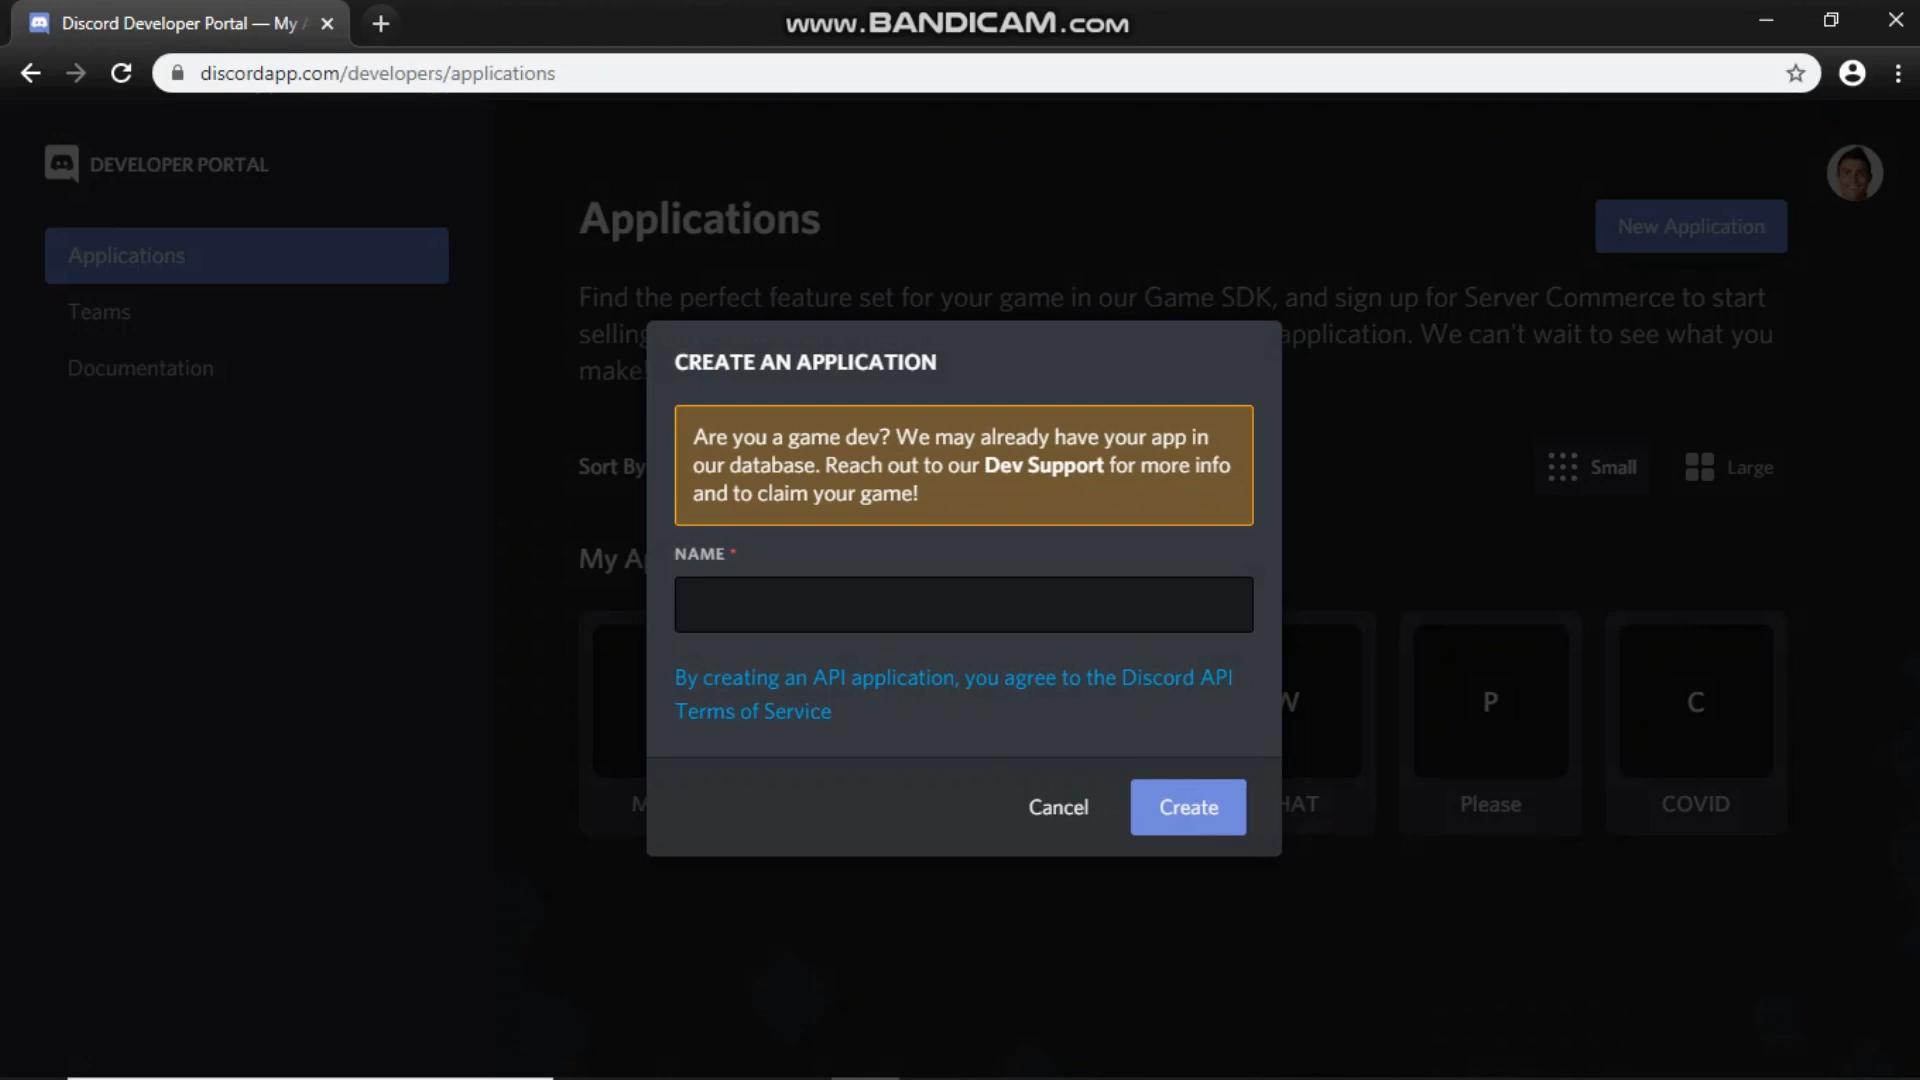 Discord Developer Portal — My
www.BANDICAM.com
discordapp.com/developers/applications
DEVELOPER PORTAL
Applications
Teams
Documentation
Applications
New Application
Find the perfect feature set for your game in our Game SDK, and sign up for Server Commerce to start
selling application. We can't wait to see what you
make
Sort By
Small
Large
My
CREATE AN APPLICATION
Are you a game dev? We may already have your app in
our database. Reach out to our Dev Support for more info
and to claim your game!
NAME *
By creating an API application, you agree to the Discord API
Terms of Service
Cancel
Create
W
P
C
M
HAT
Please
COVID